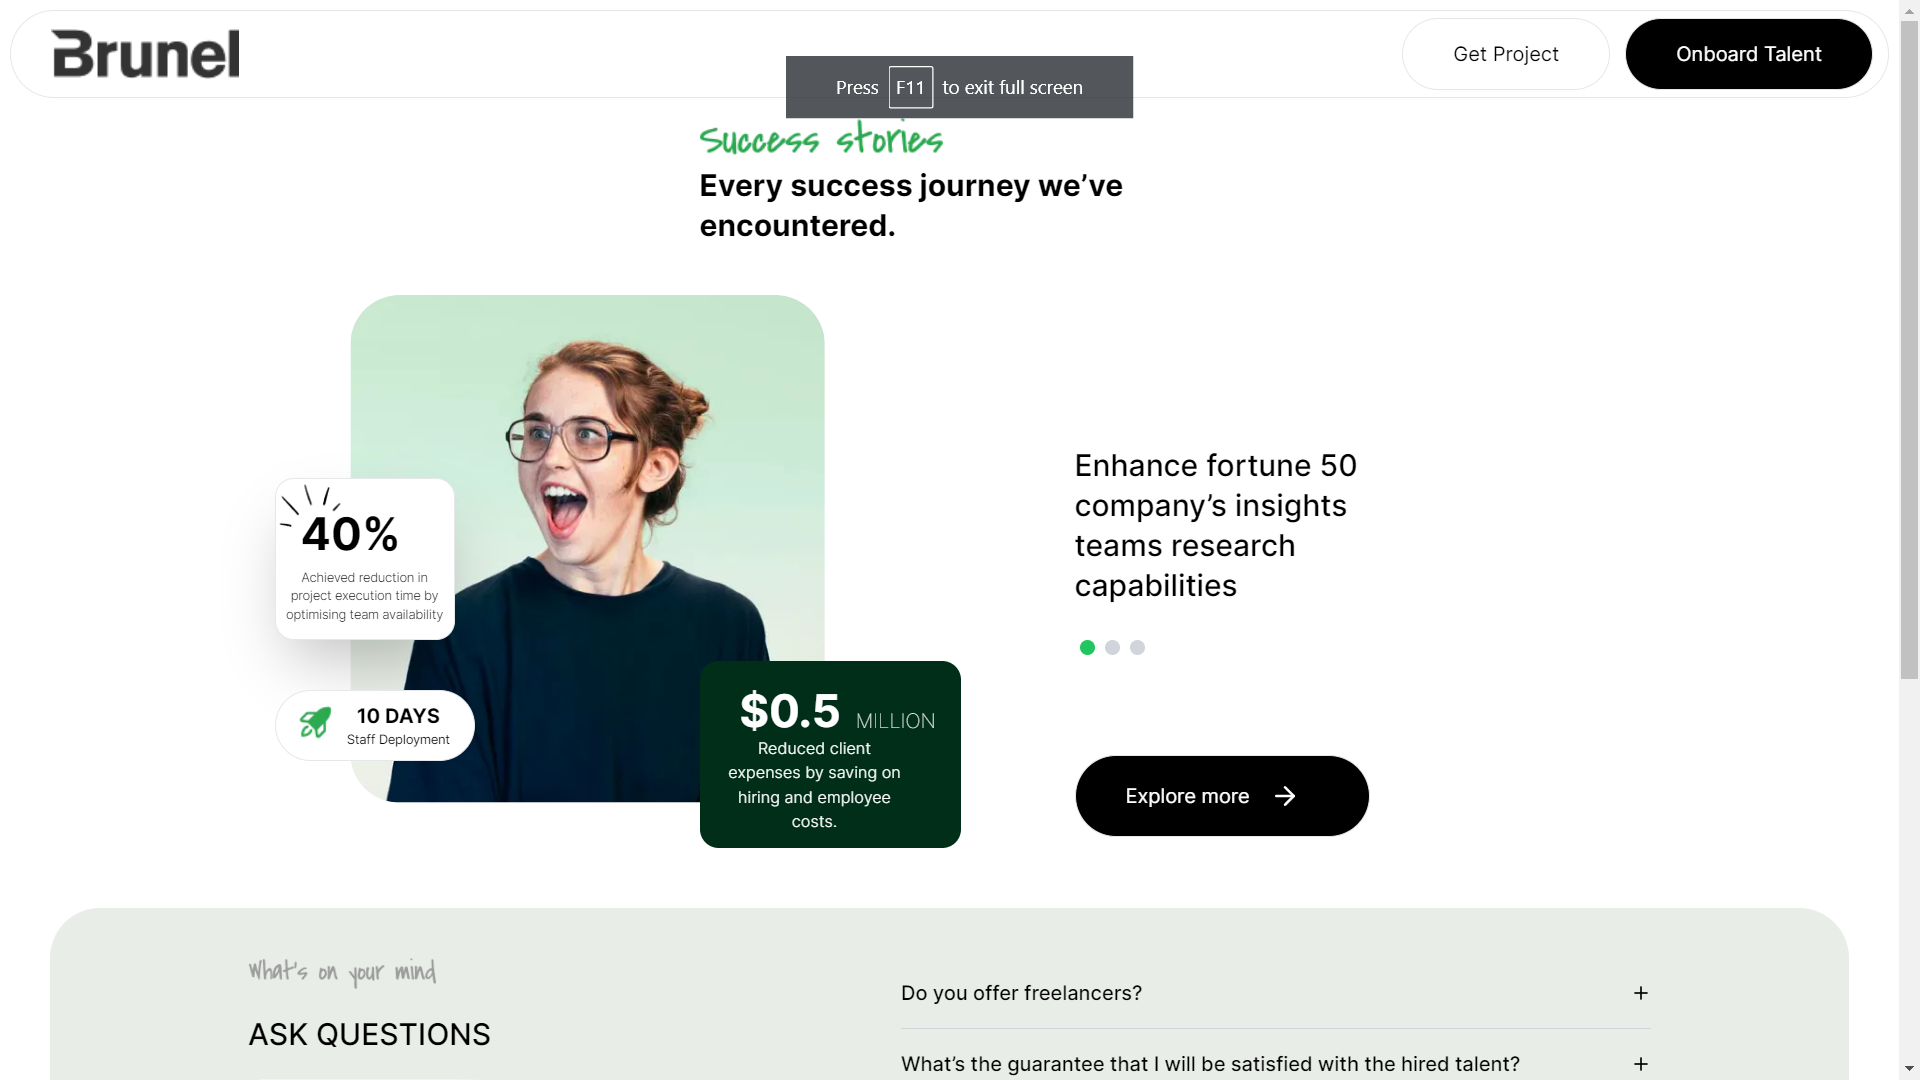 Brunel
Get Project
Onboard Talent
Press F11 to exit full screen
Success stories
Every success journey we’ve
encountered.
40%
Achieved reduction in
project execution time by
optimising team availability
10 DAYS
Staff Deployment
$0.5 MILLION
Reduced client
expenses by saving on
hiring and employee
costs.
Enhance fortune 50
company’s insights
teams research
capabilities
Explore more
What's on your mind
ASK QUESTIONS
Do you offer freelancers?
What’s the guarantee that I will be satisfied with the hired talent?